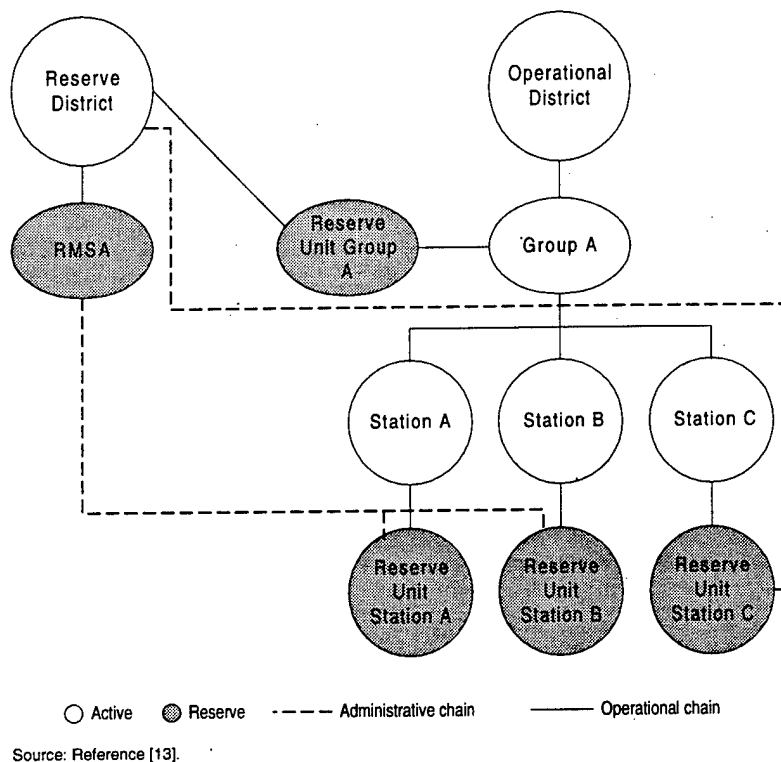 Reserve
District
Operational
District
RMSA
Reserve
Unit Group
A
Group A
Station A
Station B
Station C
Reserve
Unit
Station A
Reserve
Unit
Station B
Reserve
Unit
Station C
Active
Reserve
Administrative chain
Operational chain
Source: Reference [13].